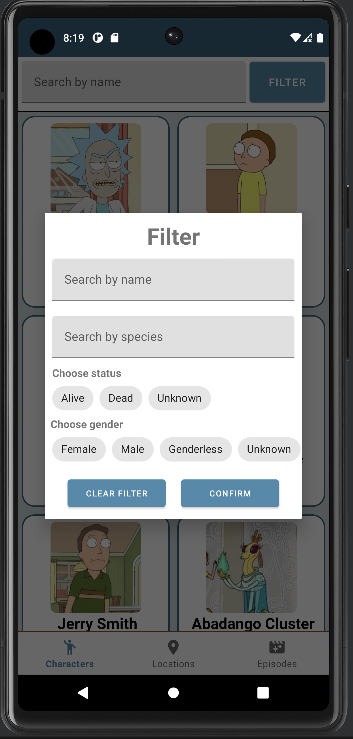 8:19
Search by name
FILTER
Filter
Search by name
Search by species
Choose status
Alive Dead Unknown
Choose gender
Female Male Genderless Unknown
CLEAR FILTER CONFIRM
Jerry Smith Abadango Cluster
Characters Locations Episodes